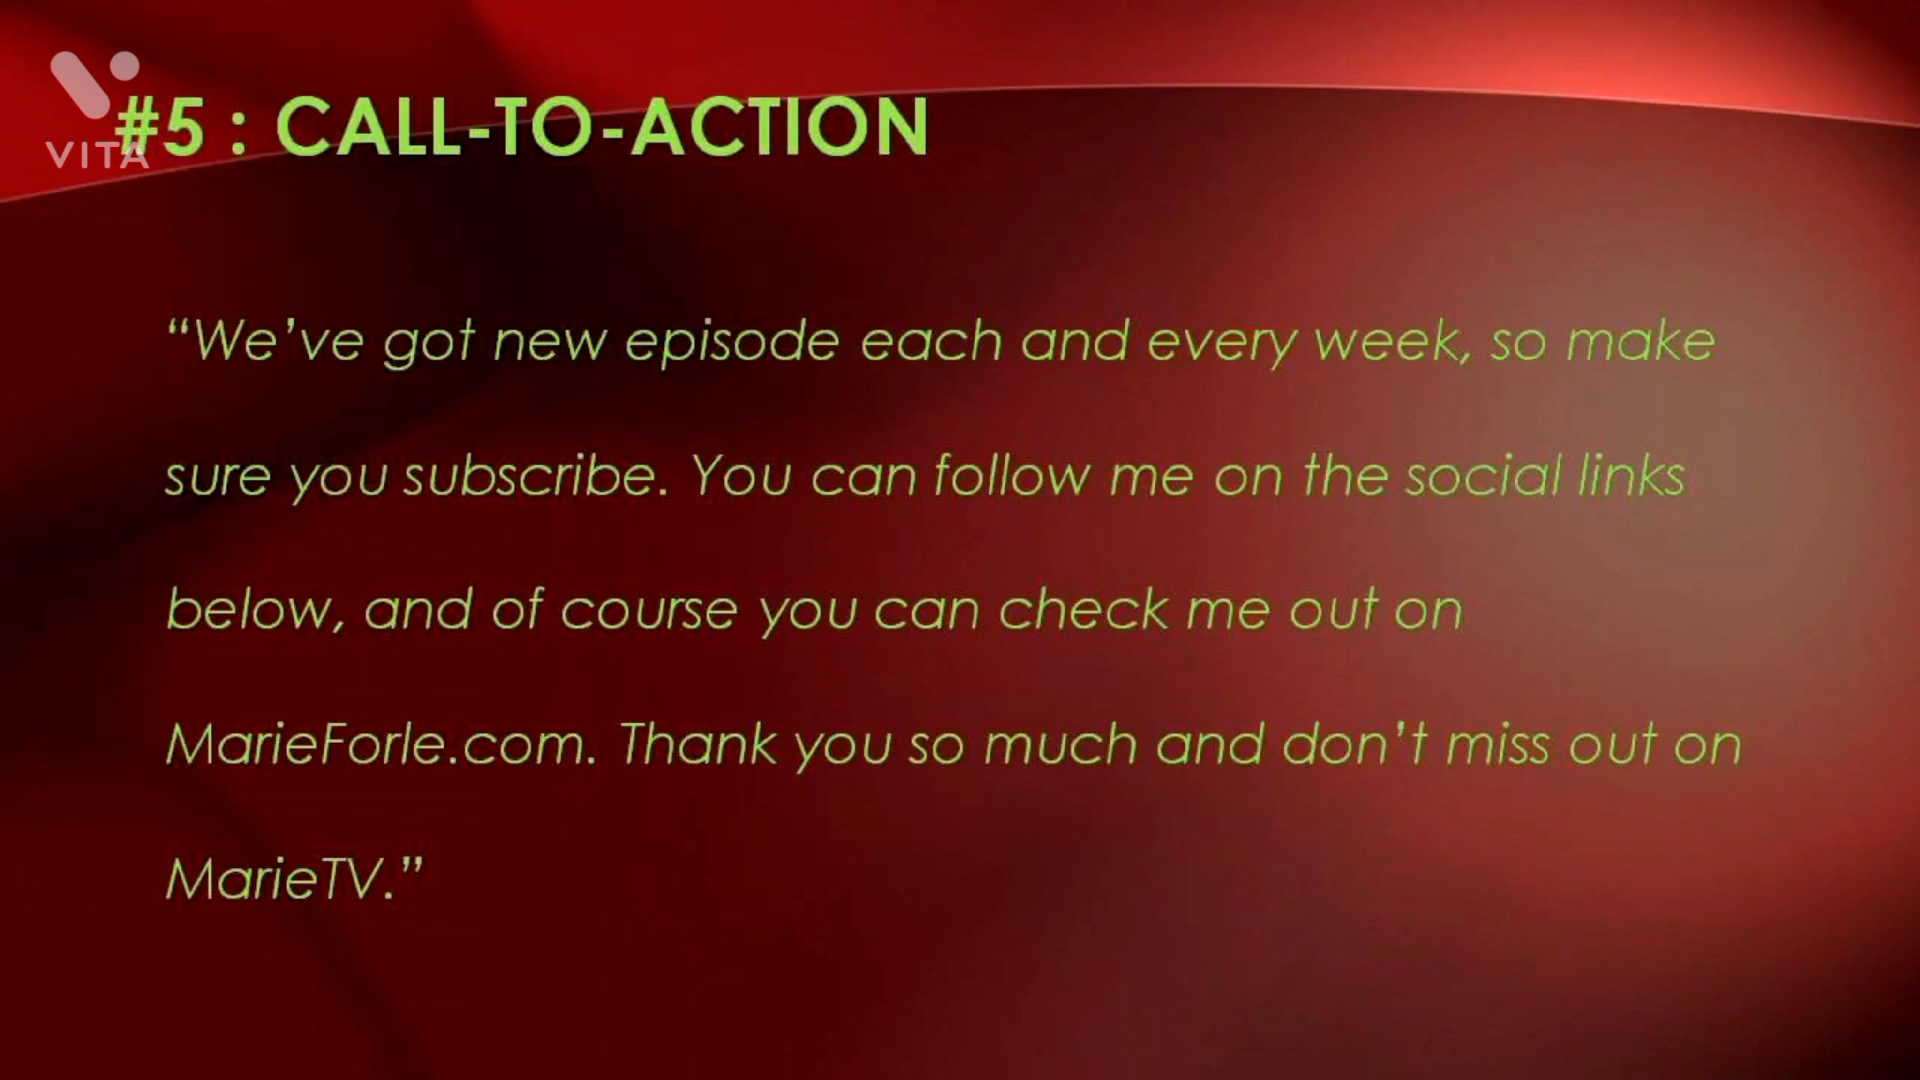 VITA
#5 : CALL-TO-ACTION
“We’ve got new episode each and every week, so make
sure you subscribe. You can follow me on the social links
below, and of course you can check me out on
MarieForle.com. Thank you so much and don’t miss out on
MarieTV.”